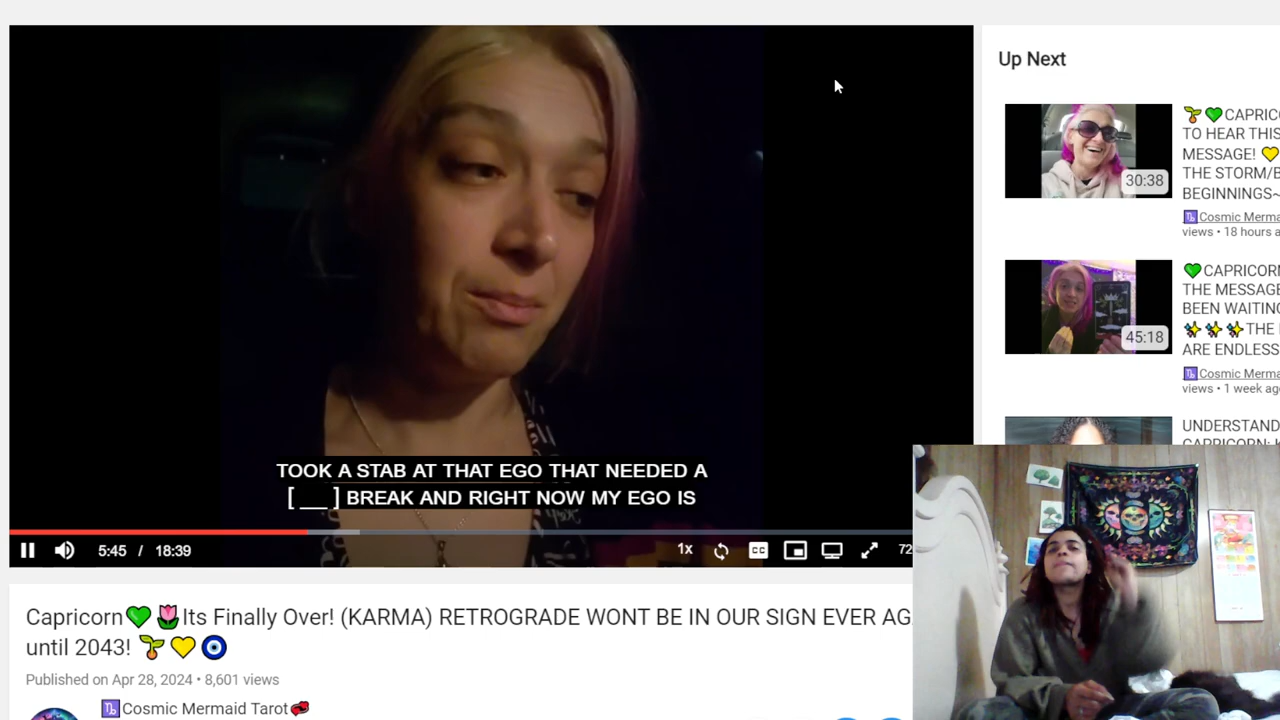 Up Next
CAPRICO
TO HEAR THIS
MESSAGE!
THE STORM/B
BEGINNINGS~
30:38
Cosmic Merma
views • 18 hours a
CAPRICORN
THE MESSAGE
BEEN WAITING
THE
ARE ENDLESS
45:18
Cosmic Merma
views • 1 week ago
UNDERSTAND
TOOK A STAB AT THAT EGO THAT NEEDED A
[ __ ] BREAK AND RIGHT NOW MY EGO IS
5:45 / 18:39
1x
CC
72
Capricorn💚🌷Its Finally Over! (KARMA) RETROGRADE WONT BE IN OUR SIGN EVER AG
until 2043! 🌱💛🧿
Published on Apr 28, 2024 • 8,601 views
♑Cosmic Mermaid Tarot💋